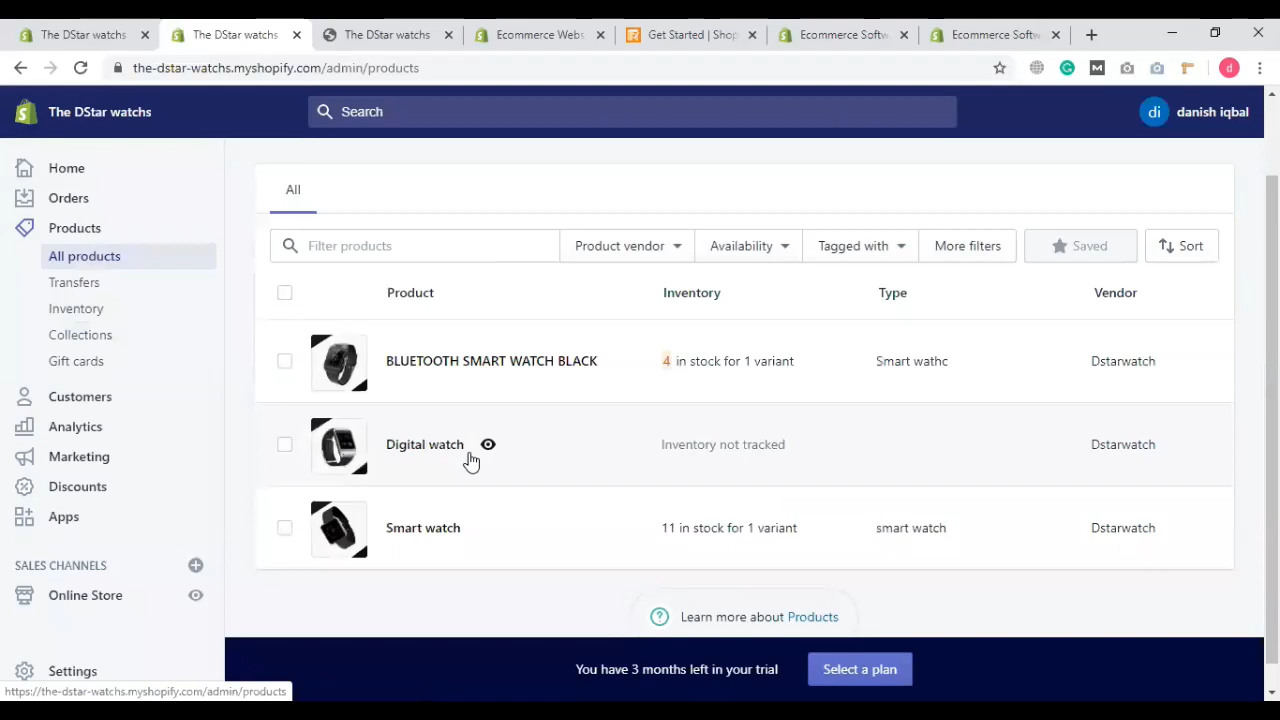 The DStar watchs
The DStar watchs
The DStar watchs
Ecommerce Webs
Get Started | Shop
Ecommerce Softw
Ecommerce Softw
the-dstar-watchs.myshopify.com/admin/products
d
The DStar watchs
Search
di
danish iqbal
Home
Orders
Products
All products
Transfers
Inventory
Collections
Gift cards
Customers
Analytics
Marketing
Discounts
Apps
SALES CHANNELS
Online Store
Settings
https://the-dstar-watchs.myshopify.com/admin/products
All
Filter products
Product vendor
Availability
Tagged with
More filters
Saved
Sort
Product Inventory Type Vendor
BLUETOOTH SMART WATCH BLACK 4 in stock for 1 variant Smart wathc Dstarwatch
Digital watch Inventory not tracked Dstarwatch
Smart watch 11 in stock for 1 variant smart watch Dstarwatch
Learn more about Products
You have 3 months left in your trial
Select a plan